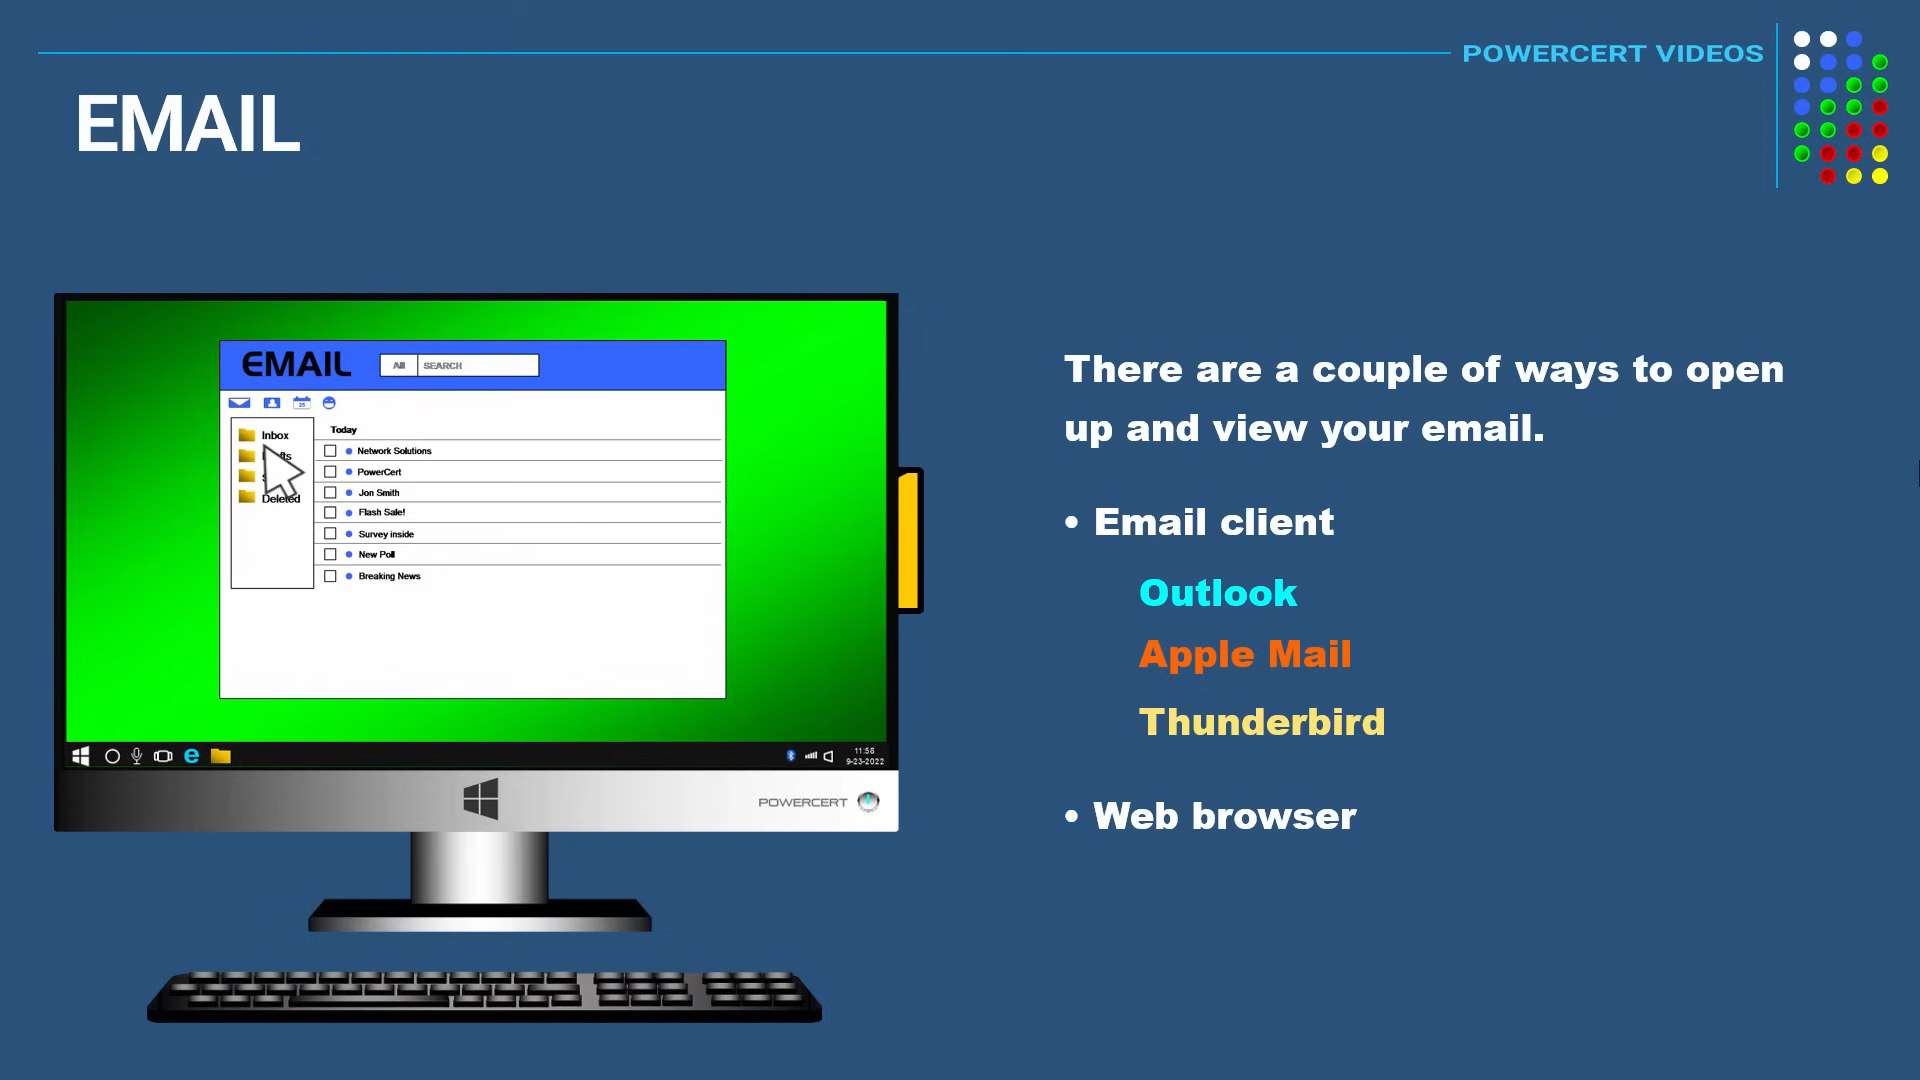 POWERCERT VIDEOS
EMAIL
EMAIL
All SEARCH
25
Inbox
Deleted
Today
Network Solutions
PowerCert
Jon Smith
Flash Sale!
Survey inside
New Poll
Breaking News
11:58
9-23-2022
POWERCERT
There are a couple of ways to open
up and view your email.
• Email client
Outlook
Apple Mail
Thunderbird
• Web browser